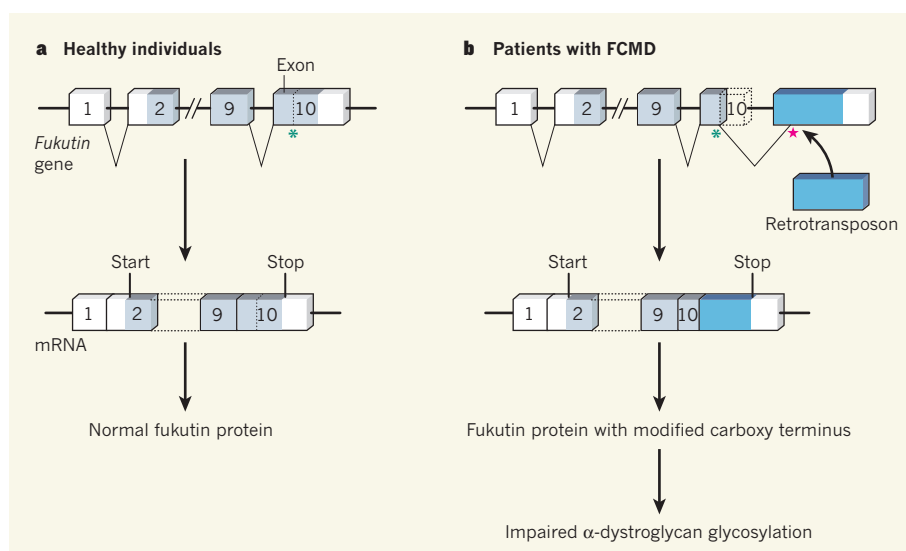 a Healthy individuals
Exon
1 2 9 10
*
Fukutin
gene
Start Stop
1 2 9 10
mRNA
Normal fukutin protein
b Patients with FCMD
1 2 9 10
* ★
Retrotransposon
Start Stop
1 2 9 10
Fukutin protein with modified carboxy terminus
Impaired α-dystroglycan glycosylation